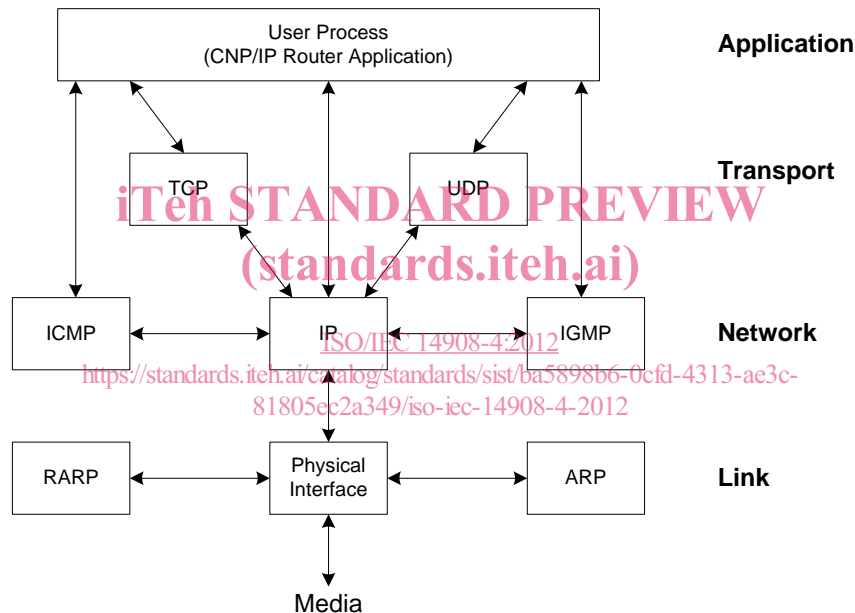 User Process
(CNP/IP Router Application)
Application
TCP
UDP
Transport
iTeh STANDARD PREVIEW
(standards.iteh.ai)
ICMP
IP
IGMP
Network
ISO/IEC 14908-4:2012
https://standards.iteh.ai/catalog/standards/sist/ba5898b6-0cfd-4313-ae3c-
81805ec2a349/iso-iec-14908-4-2012
RARP
Physical
Interface
ARP
Link
Media